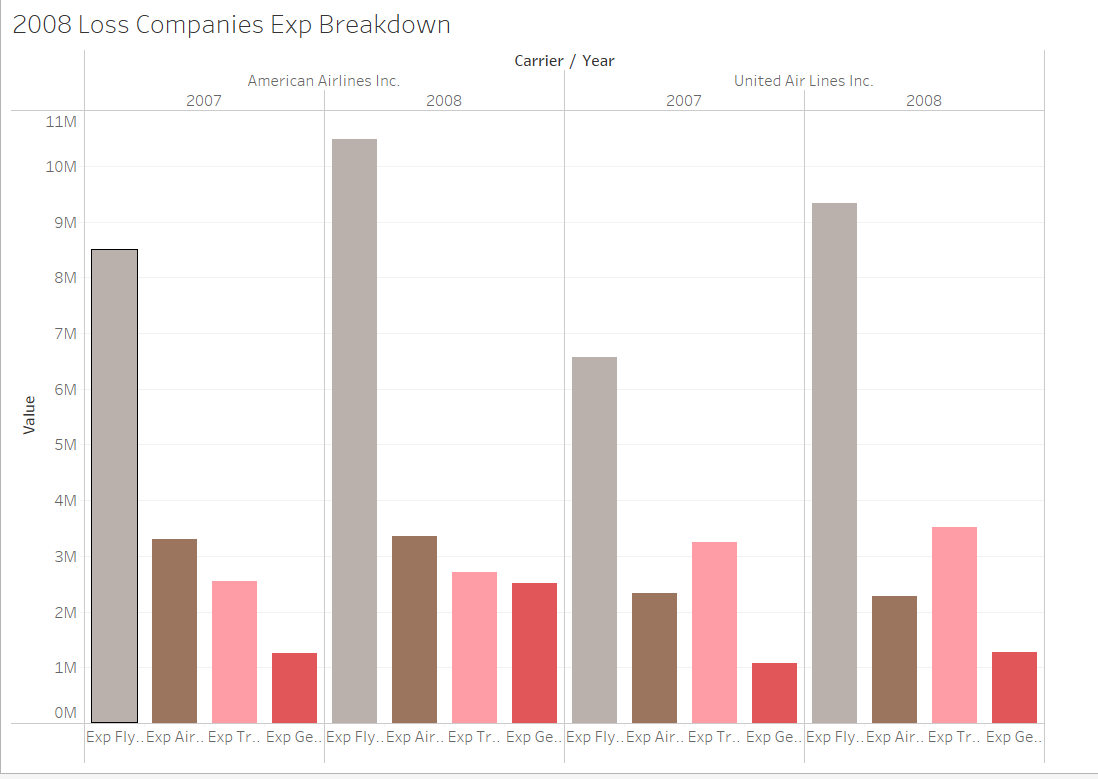 2008 Loss Companies Exp Breakdown
Carrier / Year
American Airlines Inc. United Air Lines Inc.
2007 2008 2007 2008
11M
10M
9M
8M
7M
6M
5M
4M
3M
2M
1M
0M
Value
Exp Fly.. Exp Air.. Exp Tr.. Exp Ge.. Exp Fly.. Exp Air.. Exp Tr.. Exp Ge.. Exp Fly.. Exp Air.. Exp Tr.. Exp Ge.. Exp Fly.. Exp Air.. Exp Tr.. Exp Ge..